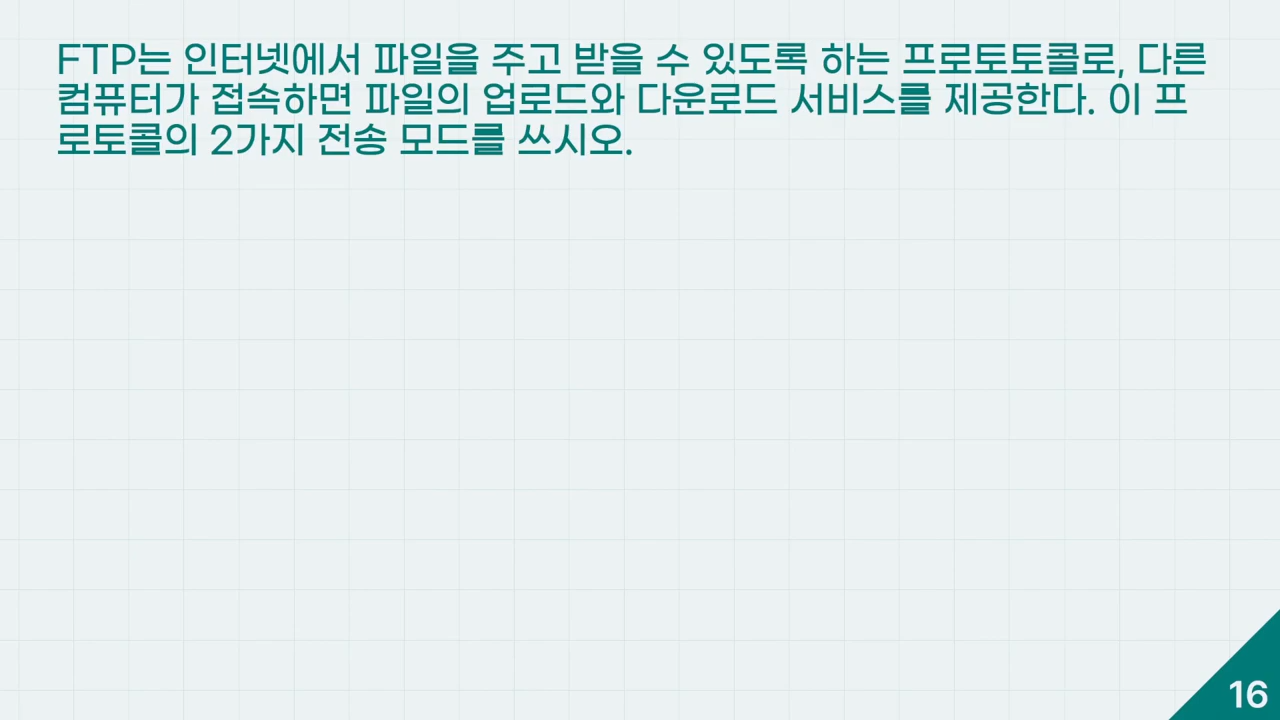 FTP는 인터넷에서 파일을 주고 받을 수 있도록 하는 프로토토콜로, 다른
컴퓨터가 접속하면 파일의 업로드와 다운로드 서비스를 제공한다. 이 프
로토콜의 2가지 전송 모드를 쓰시오.
16